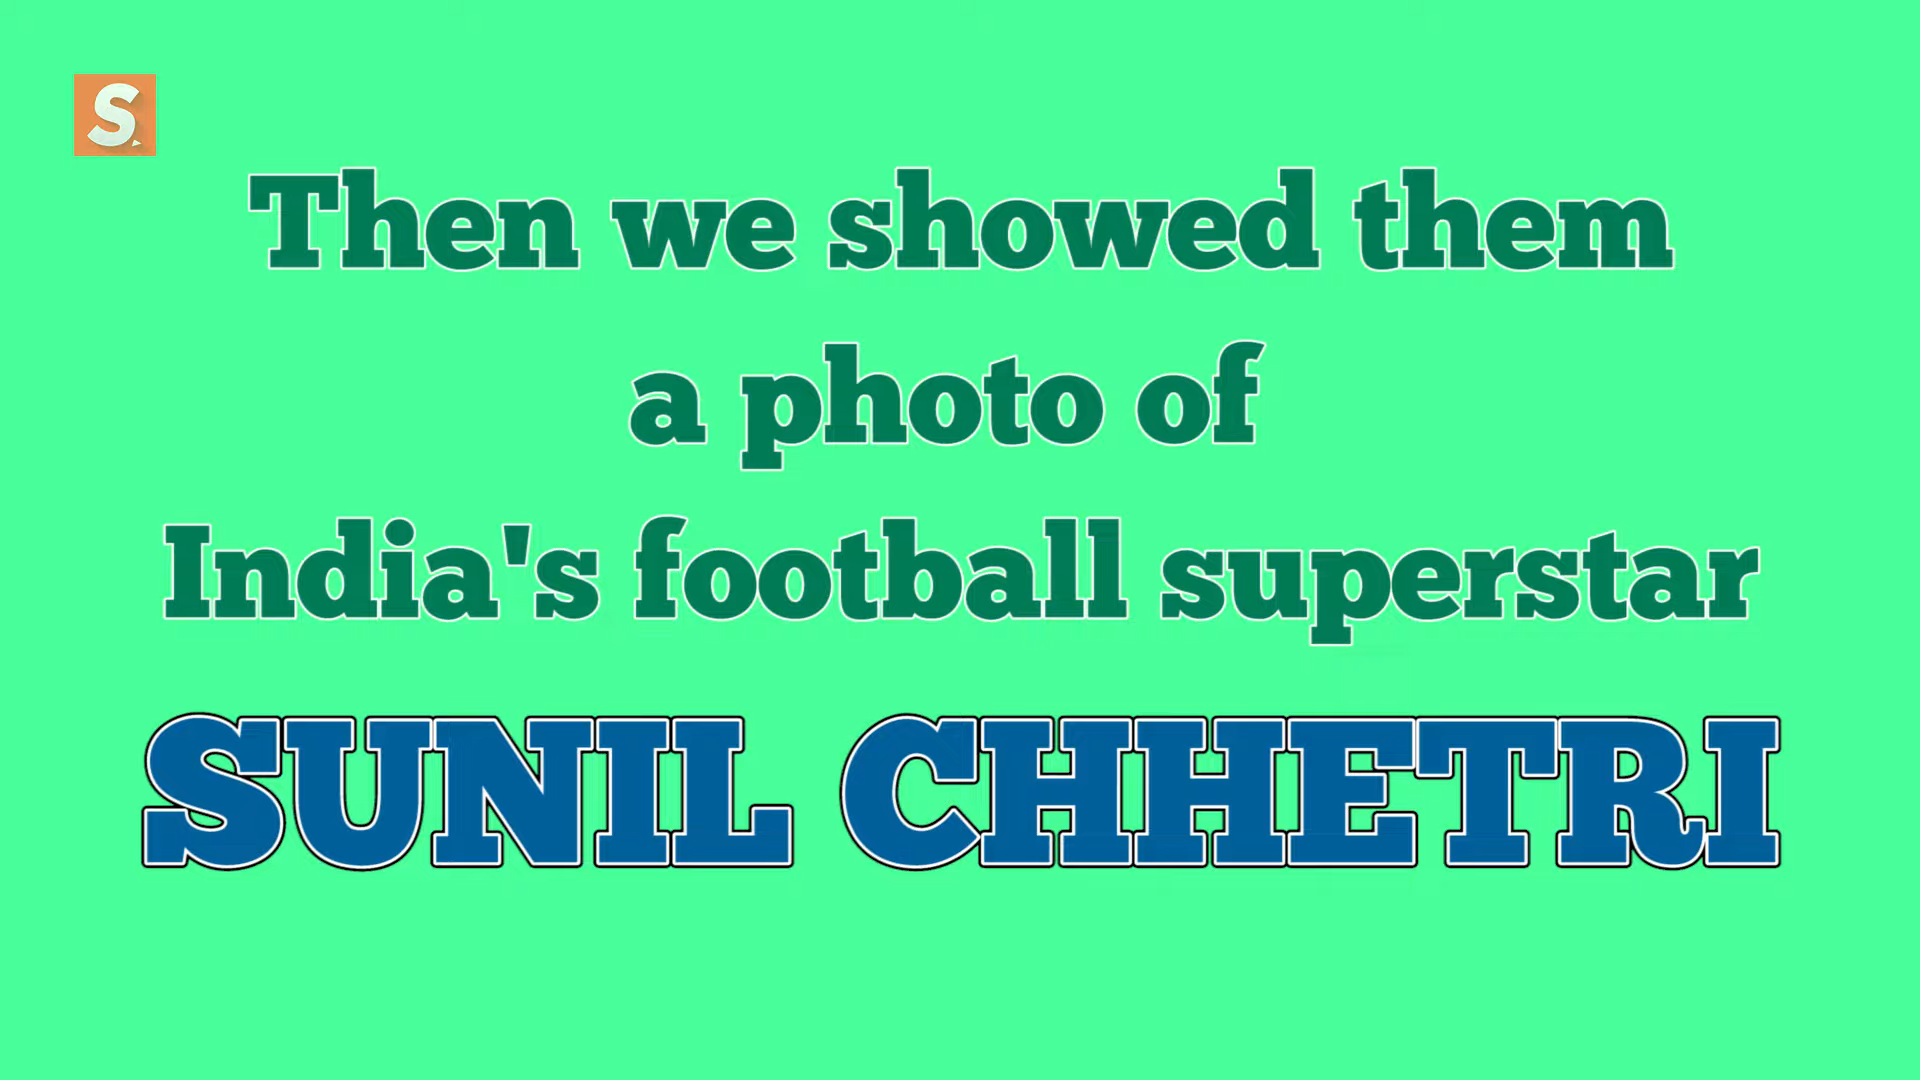 S.
Then we showed them
a photo of
India's football superstar
SUNIL CHHETRI